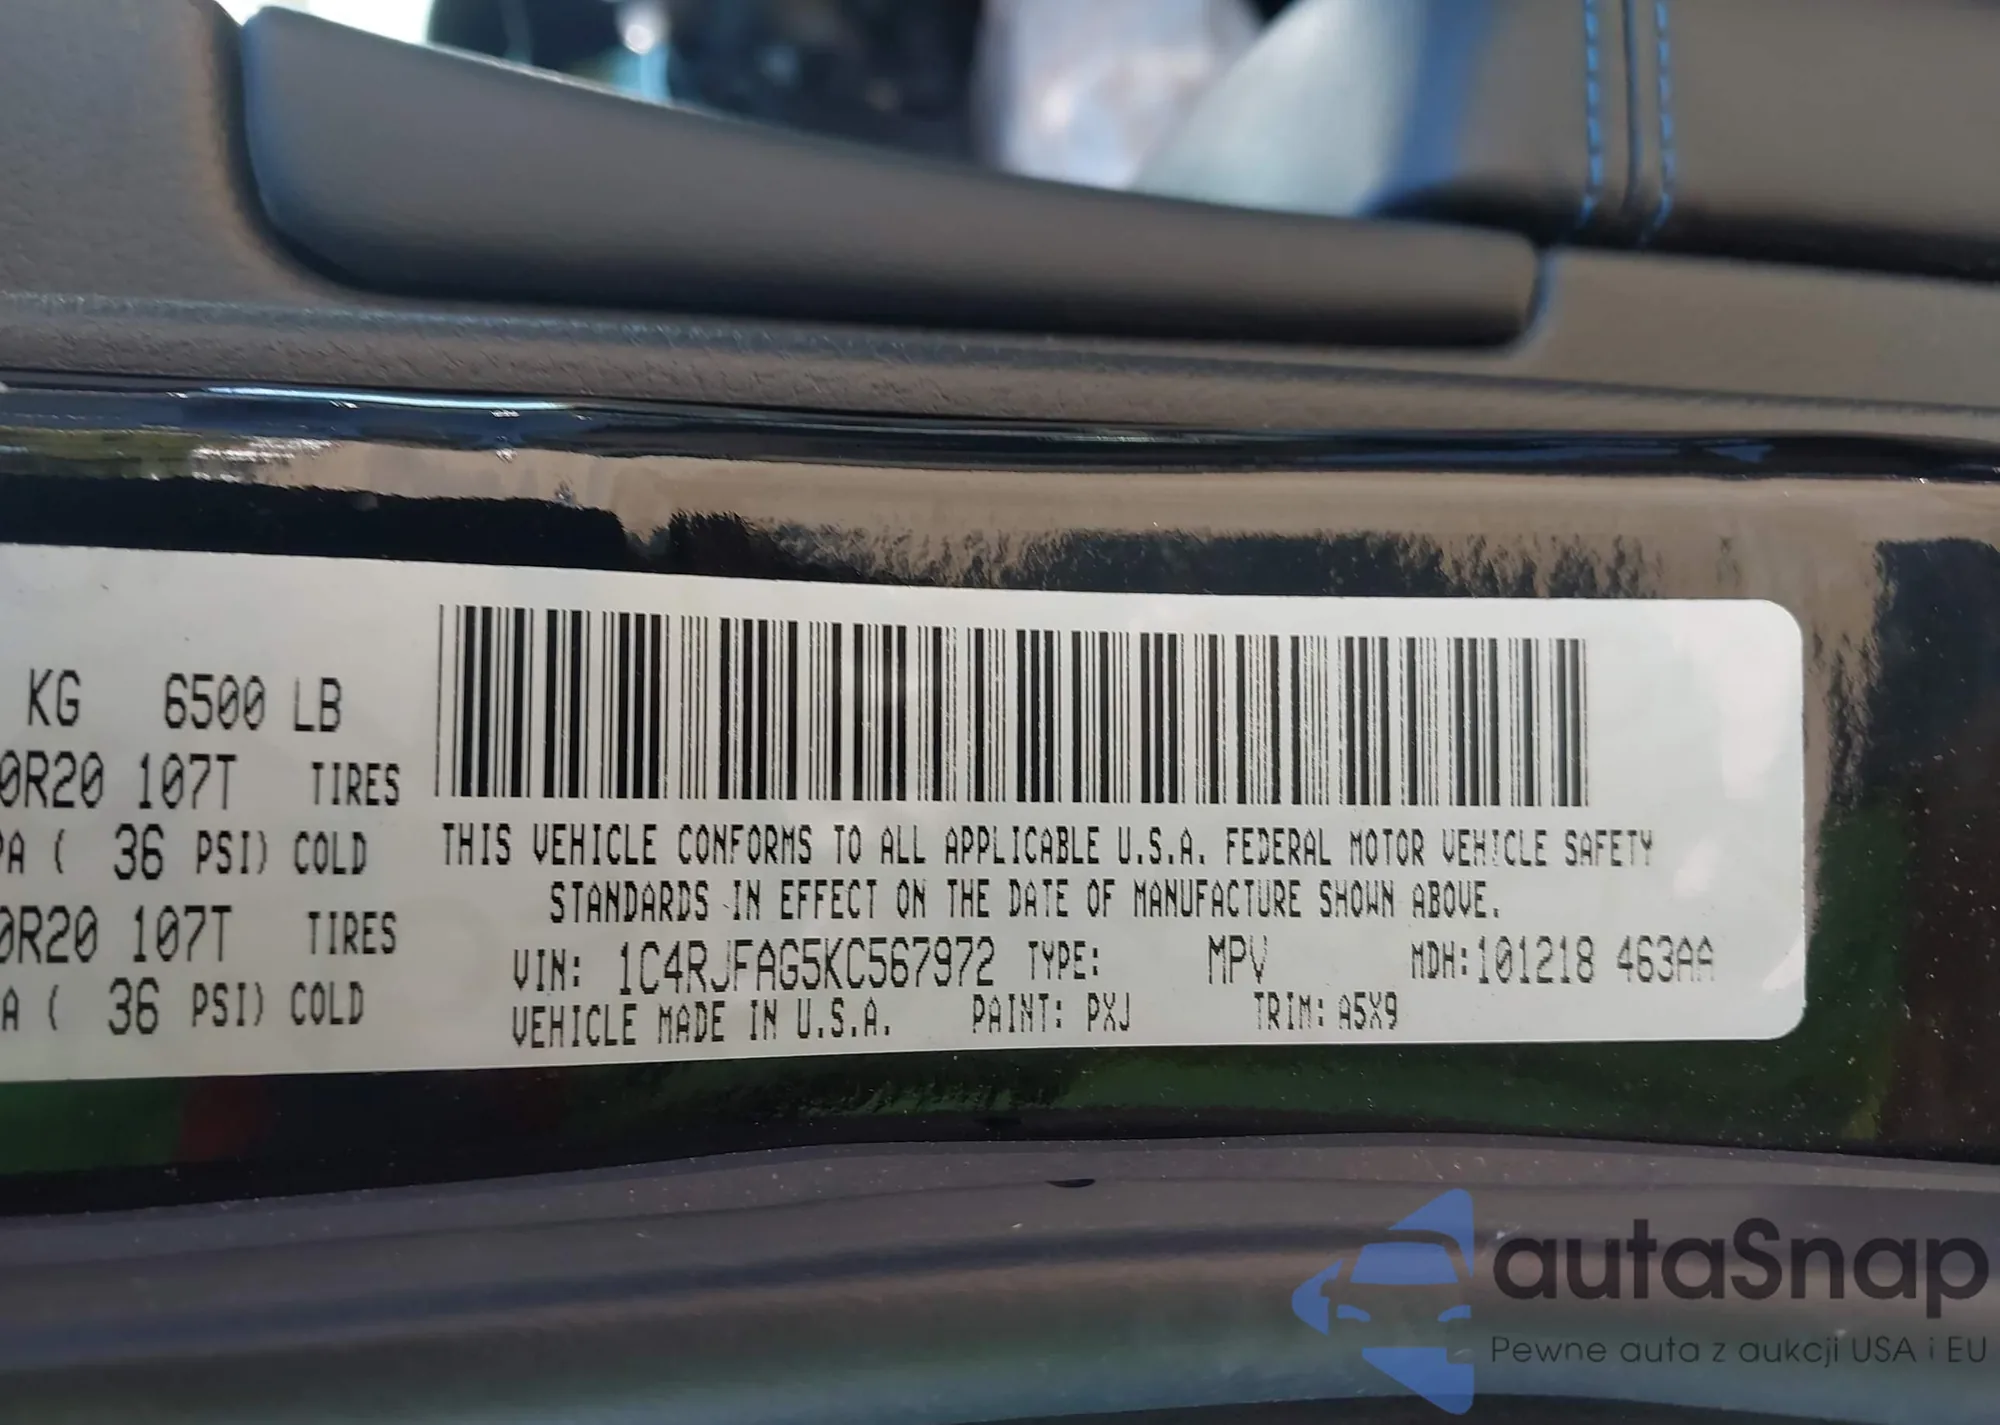 KG 6500 LB
0R20 107T TIRES
PA ( 36 PSI) COLD
0R20 107T TIRES
A ( 36 PSI) COLD
THIS VEHICLE CONFORMS TO ALL APPLICABLE U.S.A. FEDERAL MOTOR VEHICLE SAFETY
STANDARDS IN EFFECT ON THE DATE OF MANUFACTURE SHOWN ABOVE.
VIN: 1C4RJFAG5KC567972 TYPE: MPV MDH:101218 463AA
VEHICLE MADE IN U.S.A. PAINT: PXJ TRIM: A5X9
autaSnap
Pewne auta z aukcji USA i EU